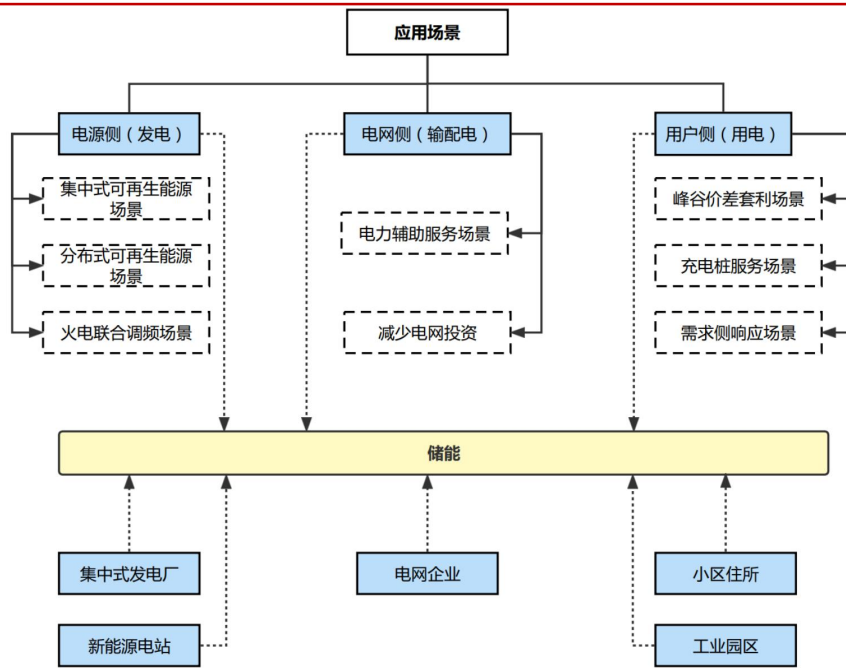 应用场景
电源侧（发电）
电网侧（输配电）
用户侧（用电）
集中式可再生能源
场景
分布式可再生能源
场景
火电联合调频场景
电力辅助服务场景
减少电网投资
峰谷价差套利场景
充电桩服务场景
需求侧响应场景
储能
集中式发电厂
电网企业
小区住所
新能源电站
工业园区